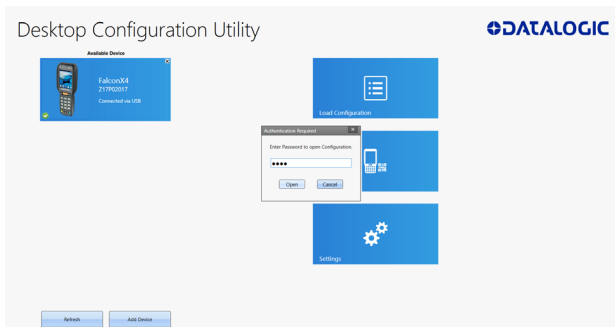 Desktop Configuration Utility
DATALOGIC
Available Device
FalconX4
Z17P02017
Connected via USB
Load Configuration
Authentication Required
Enter Password to open Configuration.
Open
Cancel
Settings
Refresh
Add Device